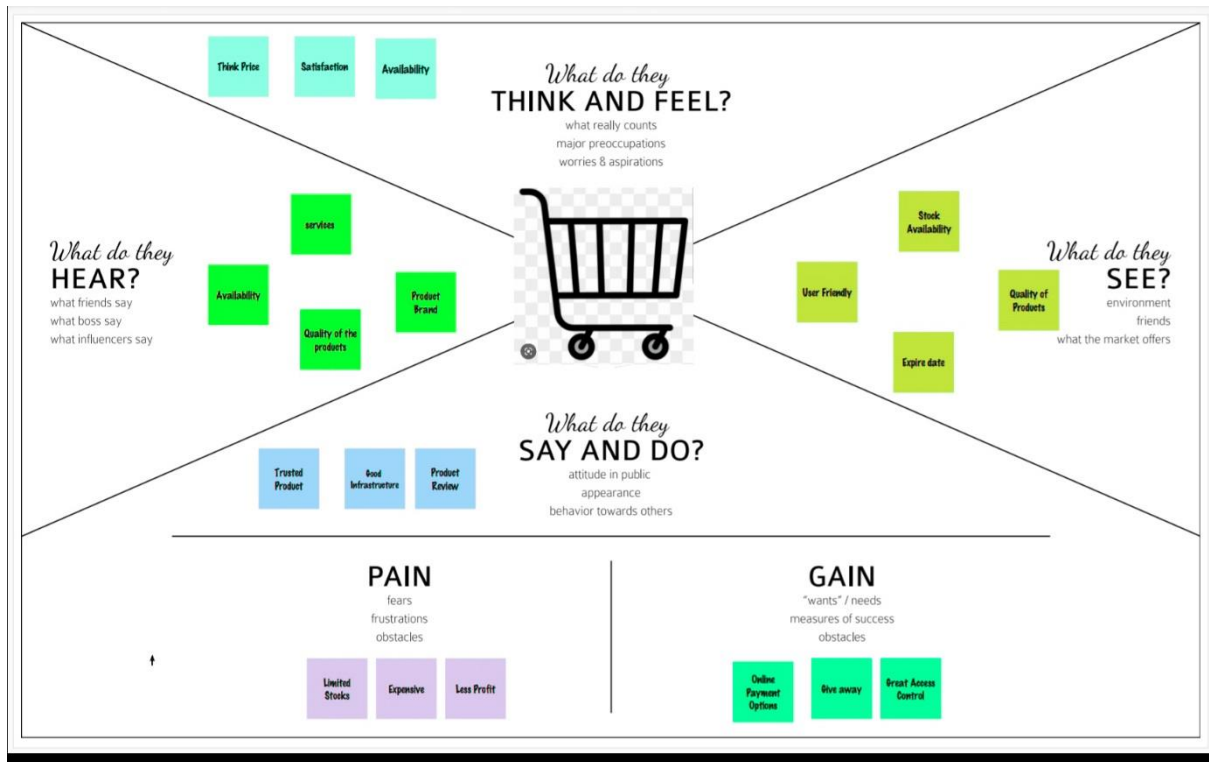 Think Price
Satisfaction
Availability
What do they
THINK AND FEEL?
what really counts
major preoccupations
worries & aspirations
What do they
HEAR?
what friends say
what boss say
what influencers say
services
Availability
Product
Brand
Quality of the
products
Stock
Availability
User Friendly
Quality of
Products
Expire date
What do they
SEE?
environment
friends
what the market offers
What do they
SAY AND DO?
attitude in public
appearance
behavior towards others
Trusted
Product
Good
Infrastructure
Product
Review
PAIN
fears
frustrations
obstacles
Limited
Stocks
Expensive
Less Profit
GAIN
"wants" / needs
measures of success
obstacles
Online
Payment
Options
Give away
Great Access
Control